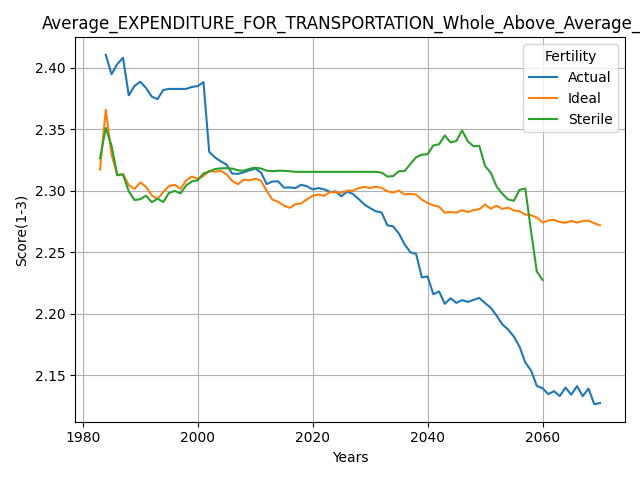 Average_EXPENDITURE_FOR_TRANSPORTATION_Whole_Above_Average_
Fertility
Actual
Ideal
Sterile
Score(1-3)
2.40
2.35
2.30
2.25
2.20
2.15
1980
2000
2020
2040
2060
Years